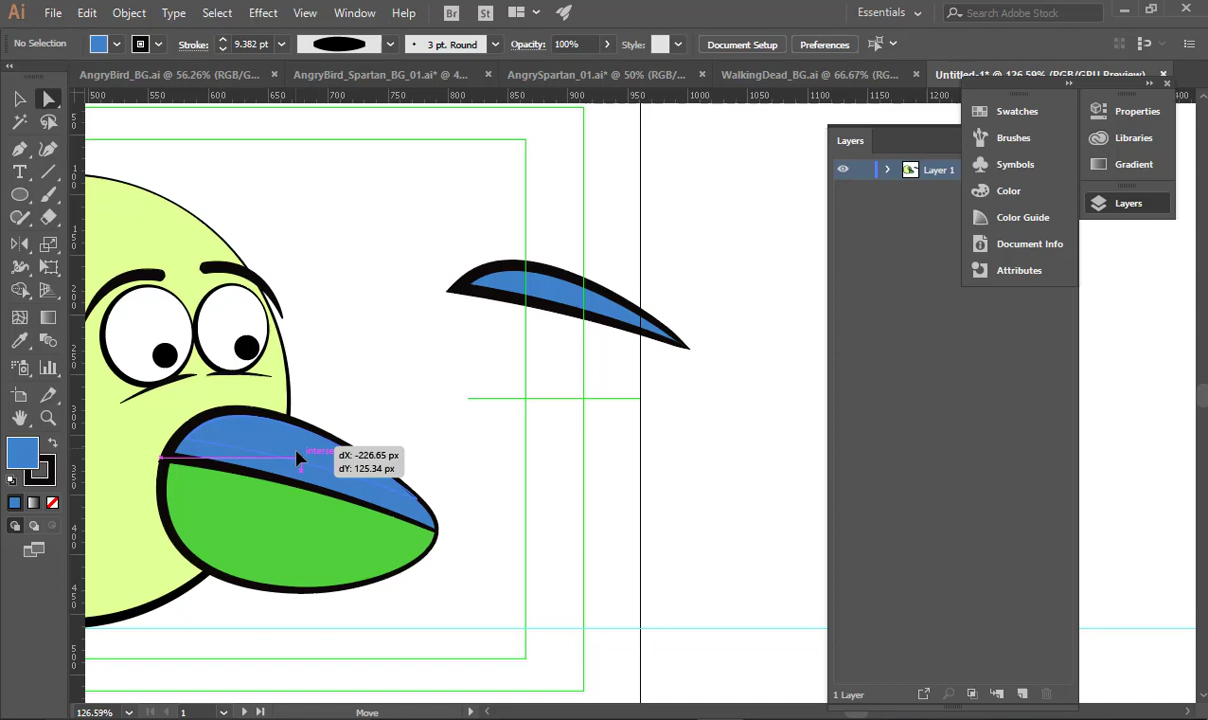 Ai File Edit Object Type Select Effect View Window Help Br St Essentials Search Adobe Stock
No Selection Stroke: 9.382 pt 3 pt. Round Opacity: 100% Style: Document Setup Preferences
AngryBird_BG.ai @ 56.26% (RGB/G... AngryBird_Spartan_BG_01.ai* @ 4... AngrySpartan_01.ai* @ 50% (RGB/... WalkingDead_BG.ai @ 66.67% (RG... Untitled-1* @ 126.59% (RGB/GPU Preview)
500 550 600 650 700 750 800 850 900 950 1000 1050 1100 1150 1200
Layers
Layer 1
Swatches
Brushes
Symbols
Color
Color Guide
Document Info
Attributes
Properties
Libraries
Gradient
Layers
interse
dX: -226.65 px
dY: 125.34 px
1 Layer
126.59% 1 Move